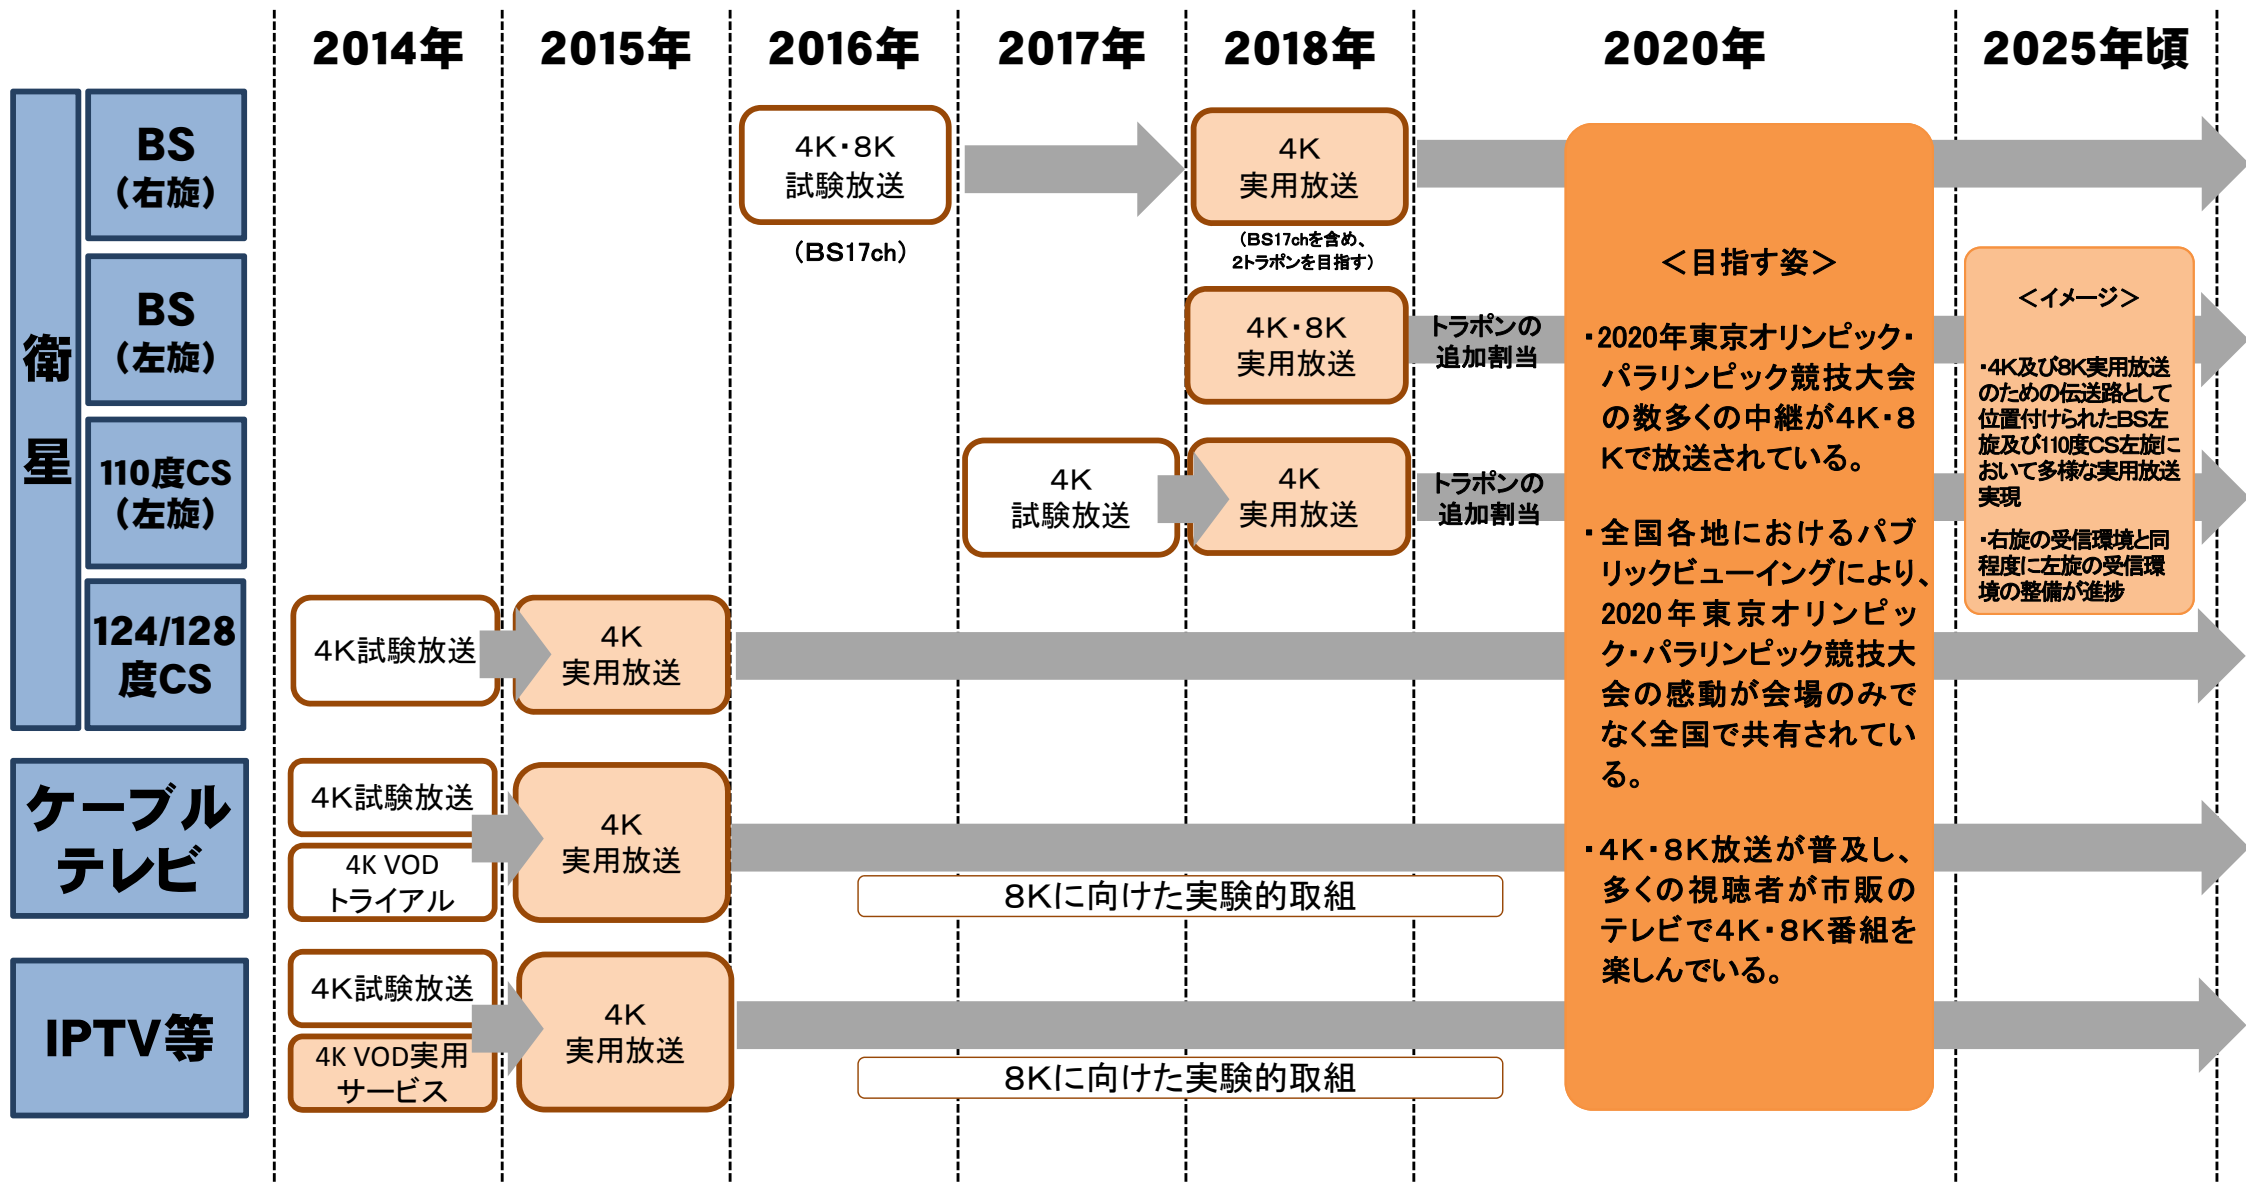 2014年
2015年
2016年
2017年
2018年
2020年
2025年頃
衛
星
BS
（右旋）
4K・8K
試験放送
（BS17ch）
4K
実用放送
（BS17chを含め、
2トラポンを目指す）
BS
（左旋）
4K・8K
実用放送
トラポンの
追加割当
110度CS
（左旋）
4K
試験放送
4K
実用放送
トラポンの
追加割当
124/128
度CS
4K試験放送
4K
実用放送
ケーブル
テレビ
4K試験放送
4K VOD
トライアル
4K
実用放送
8Kに向けた実験的取組
IPTV等
4K試験放送
4K VOD実用
サービス
4K
実用放送
8Kに向けた実験的取組
＜目指す姿＞
・2020年東京オリンピック・
パラリンピック競技大会
の数多くの中継が4K・8
Kで放送されている。
・全国各地におけるパブ
リックビューイングにより、
2020年東京オリンピッ
ク・パラリンピック競技大
会の感動が会場のみで
なく全国で共有されてい
る。
・4K・8K放送が普及し、
多くの視聴者が市販の
テレビで4K・8K番組を
楽しんでいる。
＜イメージ＞
・4K及び8K実用放送
のための伝送路として
位置付けられたBS左
旋及び110度CS左旋に
おいて多様な実用放送
実現
・右旋の受信環境と同
程度に左旋の受信環
境の整備が進捗